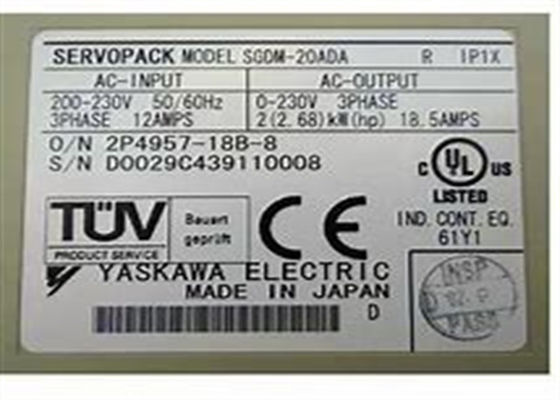 SERVOPACK MODEL SGDM-20ADA R IP1X
AC-INPUT AC-OUTPUT
200-230V 50/60Hz 0-230V 3PHASE
3PHASE 12AMPS 2(2.68)kW(hp) 18.5AMPS
O/N 2P4957-18B-8
S/N D0029C439110008
C UL US
LISTED
IND. CONT. EQ.
61Y1
TÜV
PRODUCT SERVICE
Bauart
geprüft
CE
YASKAWA ELECTRIC
MADE IN JAPAN
D
INSP
PASS